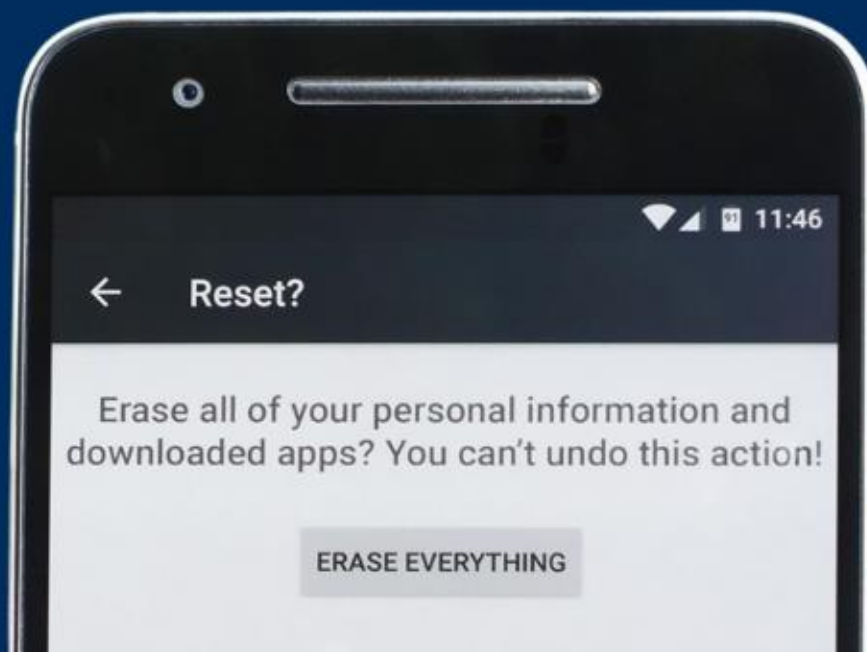 11:46
Reset?
Erase all of your personal information and
downloaded apps? You can't undo this action!
ERASE EVERYTHING